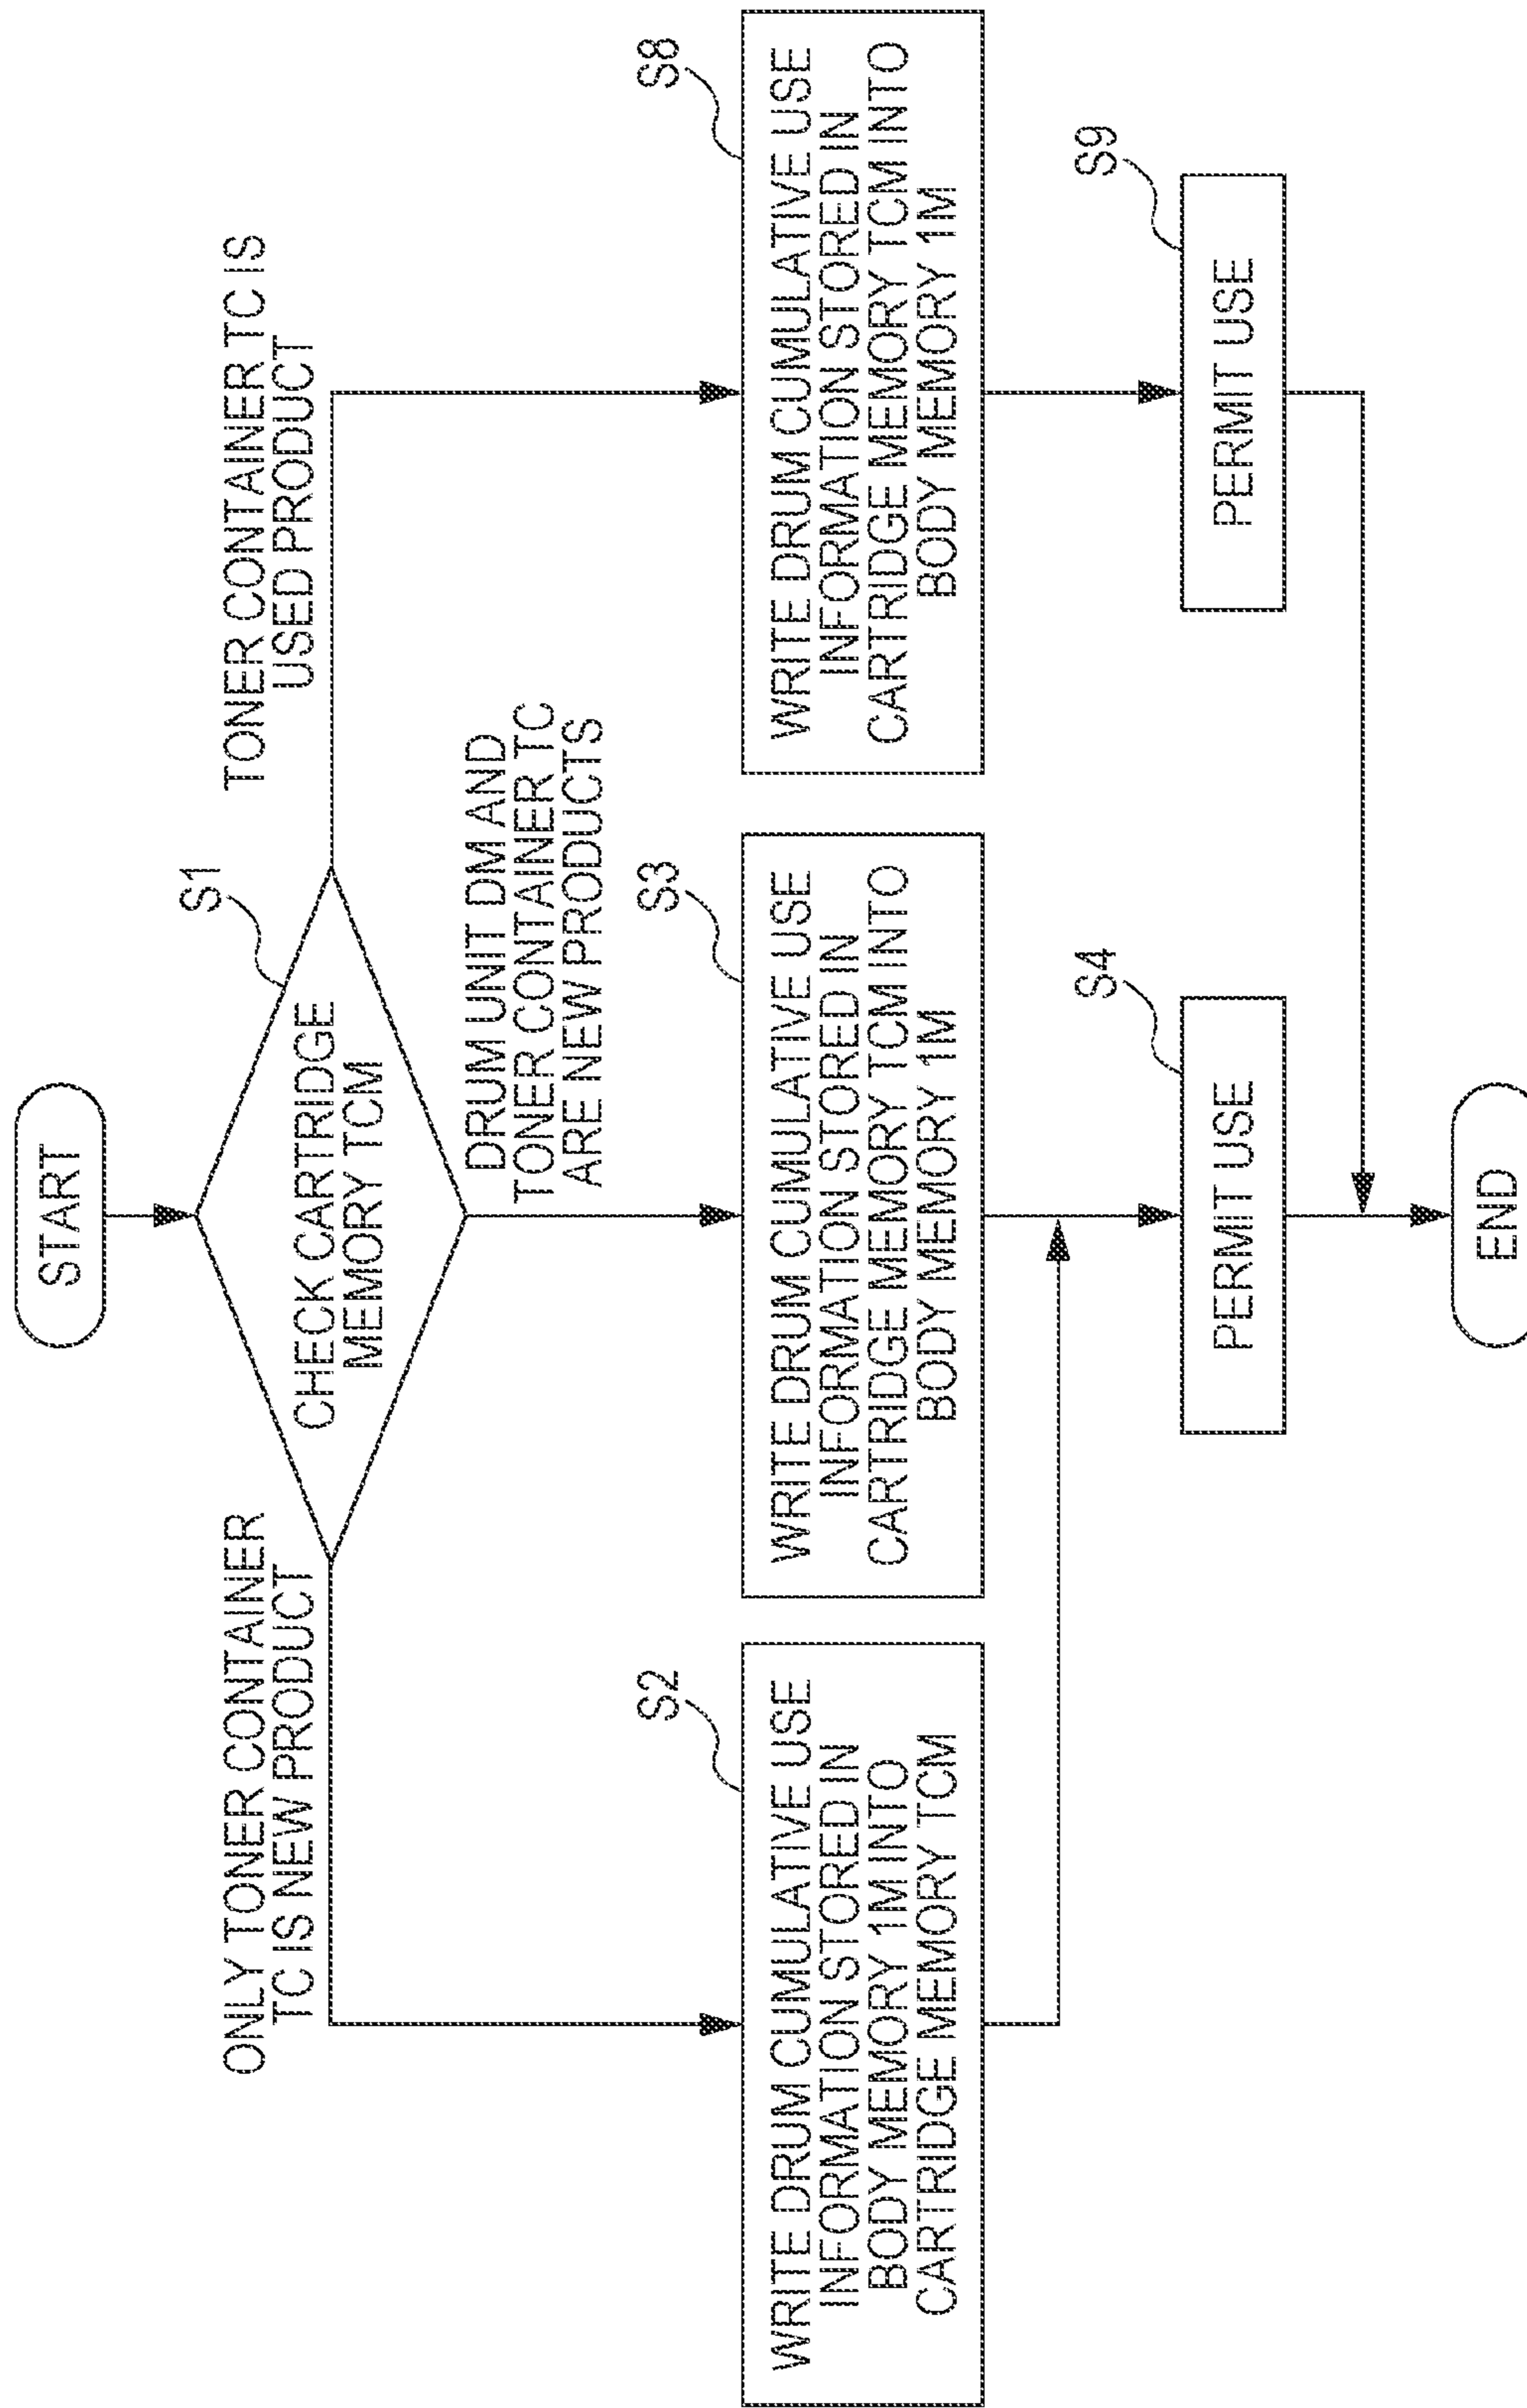 START
S1
CHECK CARTRIDGE
MEMORY TCM
ONLY TONER CONTAINER
TC IS NEW PRODUCT
DRUM UNIT DM AND
TONER CONTAINER TC
ARE NEW PRODUCTS
TONER CONTAINER TC IS
USED PRODUCT
S2
WRITE DRUM CUMULATIVE USE
INFORMATION STORED IN
BODY MEMORY 1M INTO
CARTRIDGE MEMORY TCM
S3
WRITE DRUM CUMULATIVE USE
INFORMATION STORED IN
CARTRIDGE MEMORY TCM INTO
BODY MEMORY 1M
S8
WRITE DRUM CUMULATIVE USE
INFORMATION STORED IN
CARTRIDGE MEMORY TCM INTO
BODY MEMORY 1M
S4
PERMIT USE
S9
PERMIT USE
END